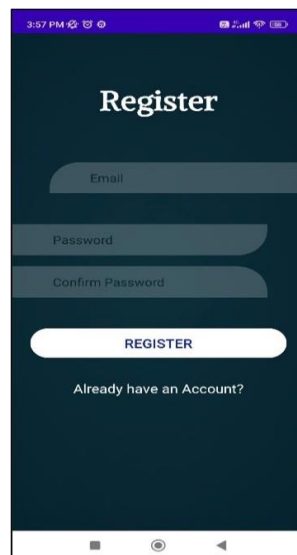 3:57 PM
Register
Email
Password
Confirm Password
REGISTER
Already have an Account?